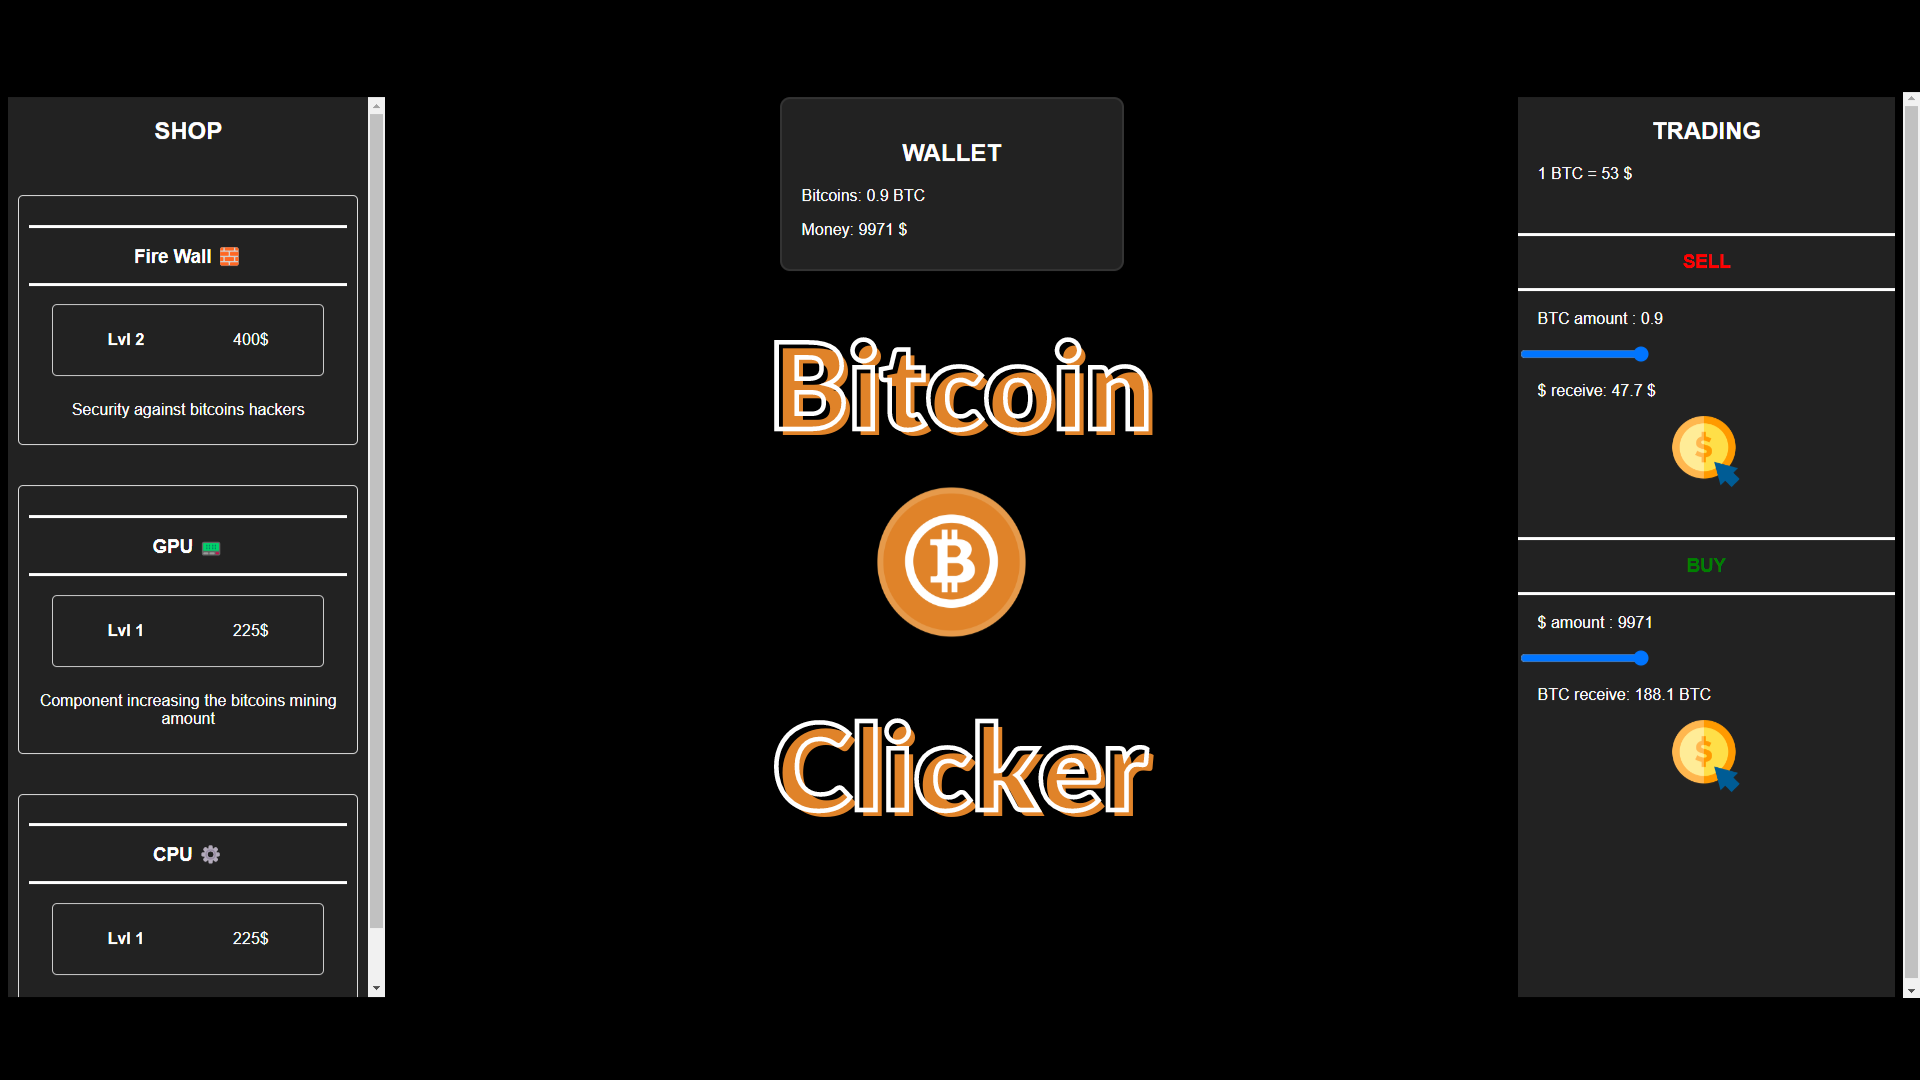 SHOP
Fire Wall
Lvl 2 400$
Security against bitcoins hackers
GPU
Lvl 1 225$
Component increasing the bitcoins mining
amount
CPU
Lvl 1 225$
WALLET
Bitcoins: 0.9 BTC
Money: 9971 $
Bitcoin
Clicker
TRADING
1 BTC = 53 $
SELL
BTC amount : 0.9
$ receive: 47.7 $
BUY
$ amount : 9971
BTC receive: 188.1 BTC